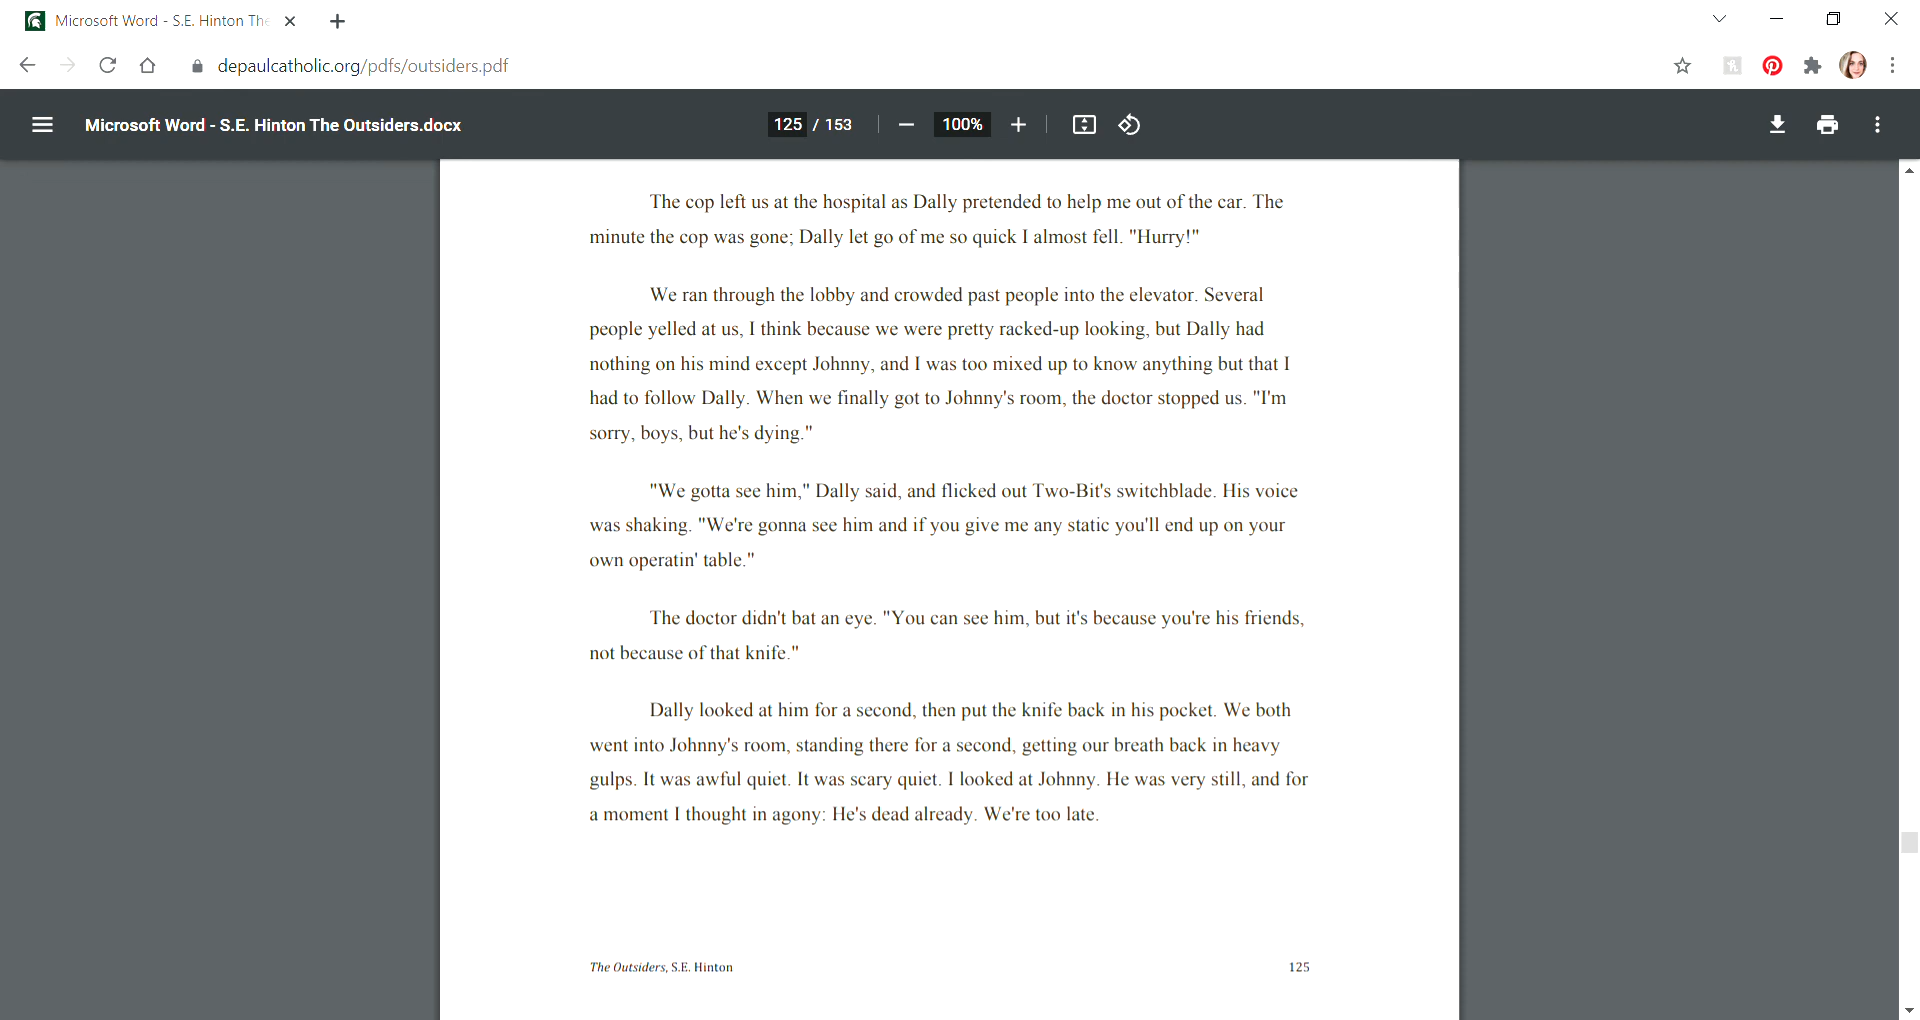 Microsoft Word - S.E. Hinton The
depaulcatholic.org/pdfs/outsiders.pdf
Microsoft Word - S.E. Hinton The Outsiders.docx
125 / 153
100%
The cop left us at the hospital as Dally pretended to help me out of the car. The
minute the cop was gone; Dally let go of me so quick I almost fell. "Hurry!"
We ran through the lobby and crowded past people into the elevator. Several
people yelled at us, I think because we were pretty racked-up looking, but Dally had
nothing on his mind except Johnny, and I was too mixed up to know anything but that I
had to follow Dally. When we finally got to Johnny's room, the doctor stopped us. "I'm
sorry, boys, but he's dying."
"We gotta see him," Dally said, and flicked out Two-Bit's switchblade. His voice
was shaking. "We're gonna see him and if you give me any static you'll end up on your
own operatin' table."
The doctor didn't bat an eye. "You can see him, but it's because you're his friends,
not because of that knife."
Dally looked at him for a second, then put the knife back in his pocket. We both
went into Johnny's room, standing there for a second, getting our breath back in heavy
gulps. It was awful quiet. It was scary quiet. I looked at Johnny. He was very still, and for
a moment I thought in agony: He's dead already. We're too late.
The Outsiders, S.E. Hinton
125